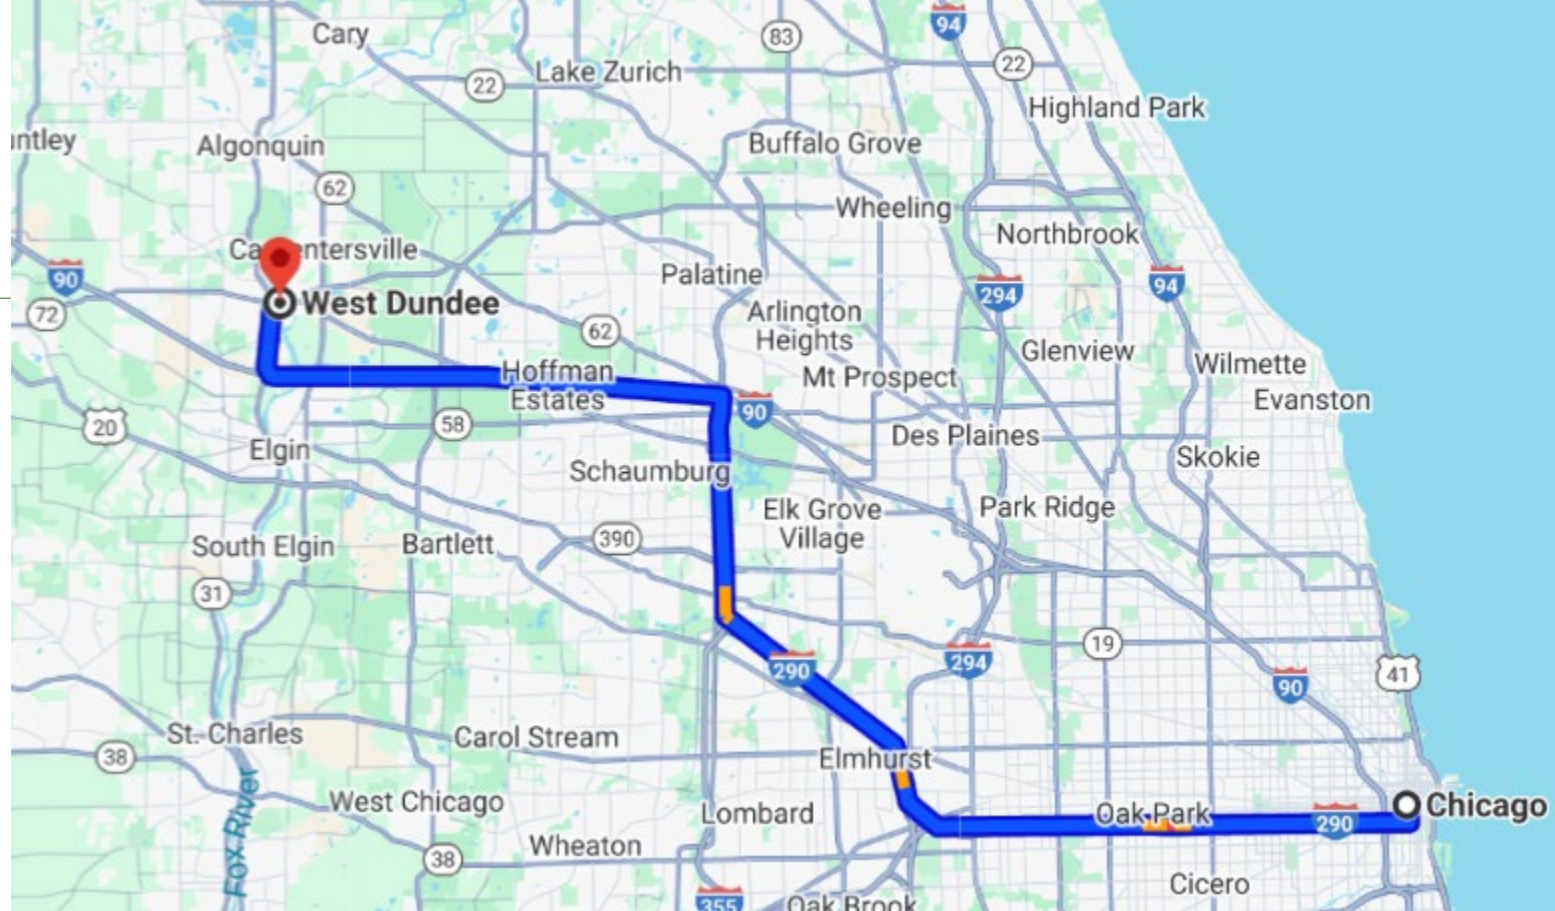 Cary
83
94
22
Lake Zurich
22
Highland Park
untley
Algonquin
Buffalo Grove
62
Wheeling
Northbrook
Carpentersville
90
Palatine
294
94
West Dundee
72
Arlington
Heights
62
Glenview
Wilmette
Hoffman
Estates
Mt Prospect
Evanston
90
20
58
Des Plaines
Elgin
Skokie
Schaumburg
Elk Grove
Village
Park Ridge
390
South Elgin
Bartlett
31
19
294
290
41
90
St. Charles
Carol Stream
38
Elmhurst
West Chicago
Fox River
Lombard
Oak Park
290
Chicago
Wheaton
38
Cicero
355
Oak Brook